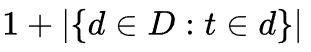 1 + |{d ∈ D : t ∈ d}|